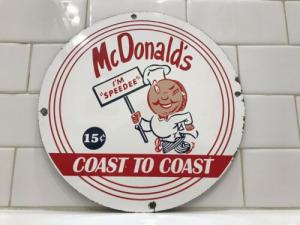 McDonald's
I'M
"SPEEDEE"
15¢
COAST TO COAST